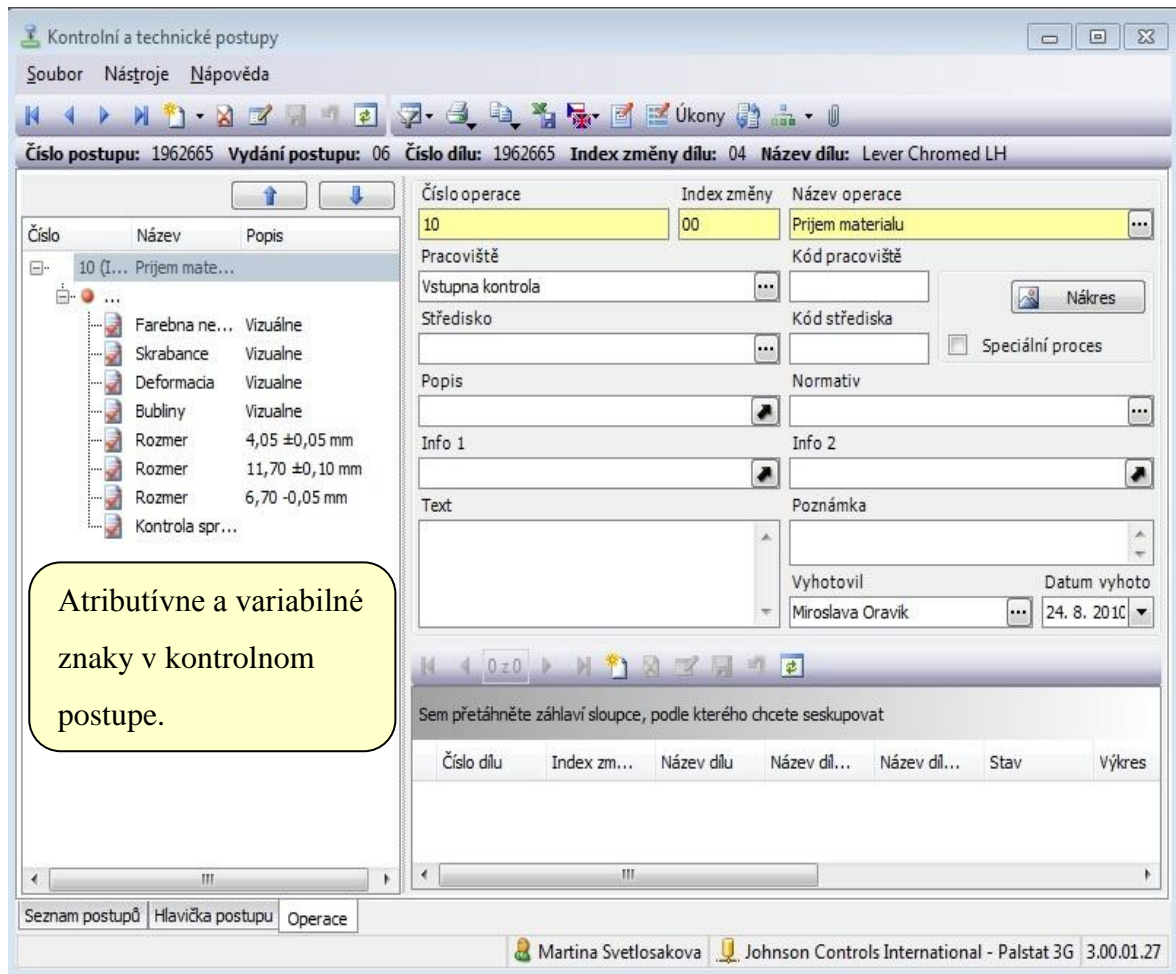 Kontrolní a technické postupy
Soubor Nástroje Nápověda
Úkony
Číslo postupu: 1962665 Vydání postupu: 06 Číslo dílu: 1962665 Index změny dílu: 04 Název dílu: Lever Chromed LH
Číslo Název Popis
10 (I... Prijem mate...
...
Farebna ne... Vizuálne
Skrabance Vizualne
Deformacia Vizualne
Bubliny Vizualne
Rozmer 4,05 ±0,05 mm
Rozmer 11,70 ±0,10 mm
Rozmer 6,70 -0,05 mm
Kontrola spr...
Atributívne a variabilné
znaky v kontrolnom
postupe.
Číslo operace Index změny Název operace
10 00 Prijem materialu
Pracoviště Kód pracoviště
Vstupna kontrola
Nákres
Středisko Kód střediska
Speciální proces
Popis Normativ
Info 1 Info 2
Text Poznámka
Vyhotovil Datum vyhoto
Miroslava Oravik 24. 8. 2010
0 z 0
Sem přetáhněte záhlaví sloupce, podle kterého chcete seskupovat
Číslo dílu Index zm... Název dílu Název díl... Název díl... Stav Výkres
Seznam postupů Hlavička postupu Operace
Martina Svetlosakova Johnson Controls International - Palstat 3G 3.00.01.27